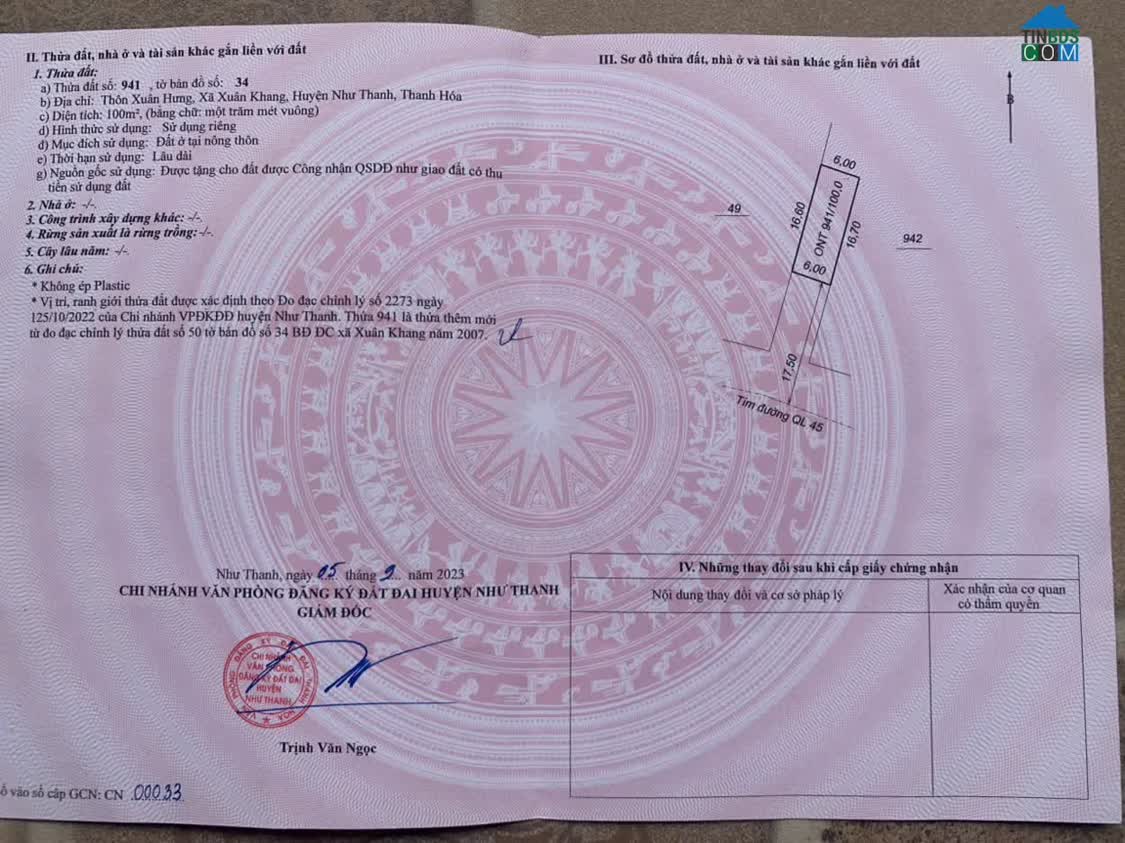 TINBDS
COM
II. Thửa đất, nhà ở và tài sản khác gắn liền với đất
1. Thửa đất:
a) Thửa đất số: 941 , tờ bản đồ số: 34
b) Địa chỉ: Thôn Xuân Hưng, Xã Xuân Khang, Huyện Như Thanh, Thanh Hóa
c) Diện tích: 100m², (bằng chữ: một trăm mét vuông)
d) Hình thức sử dụng: Sử dụng riêng
đ) Mục đích sử dụng: Đất ở tại nông thôn
e) Thời hạn sử dụng: Lâu dài
g) Nguồn gốc sử dụng: Được tặng cho đất được Công nhận QSDĐ như giao đất có thu
tiền sử dụng đất
2. Nhà ở: -/-.
3. Công trình xây dựng khác: -/-.
4. Rừng sản xuất là rừng trồng: -/-.
5. Cây lâu năm: -/-.
6. Ghi chú:
* Không ép Plastic
* Vị trí, ranh giới thửa đất được xác định theo Đo đạc chỉnh lý số 2273 ngày
125/10/2022 của Chi nhánh VPĐKĐĐ huyện Như Thanh. Thửa 941 là thửa thêm mới
từ đo đạc chỉnh lý thửa đất số 50 tờ bản đồ số 34 BĐ ĐC xã Xuân Khang năm 2007.
Như Thanh, ngày 05 tháng 9 năm 2023
CHI NHÁNH VĂN PHÒNG ĐĂNG KÝ ĐẤT ĐAI HUYỆN NHƯ THANH
GIÁM ĐỐC
CHI NHÁNH
VĂN PHÒNG
ĐĂNG KÝ ĐẤT ĐAI
HUYỆN
NHƯ THANH
Trịnh Văn Ngọc
ổ vào sổ cấp GCN: CN 00033
III. Sơ đồ thửa đất, nhà ở và tài sản khác gắn liền với đất
B
6,00
49
16,60
ONT 941/100,0
16,70
942
6,00
17,50
Tim đường QL 45
IV. Những thay đổi sau khi cấp giấy chứng nhận
Nội dung thay đổi và cơ sở pháp lý
Xác nhận của cơ quan
có thẩm quyền